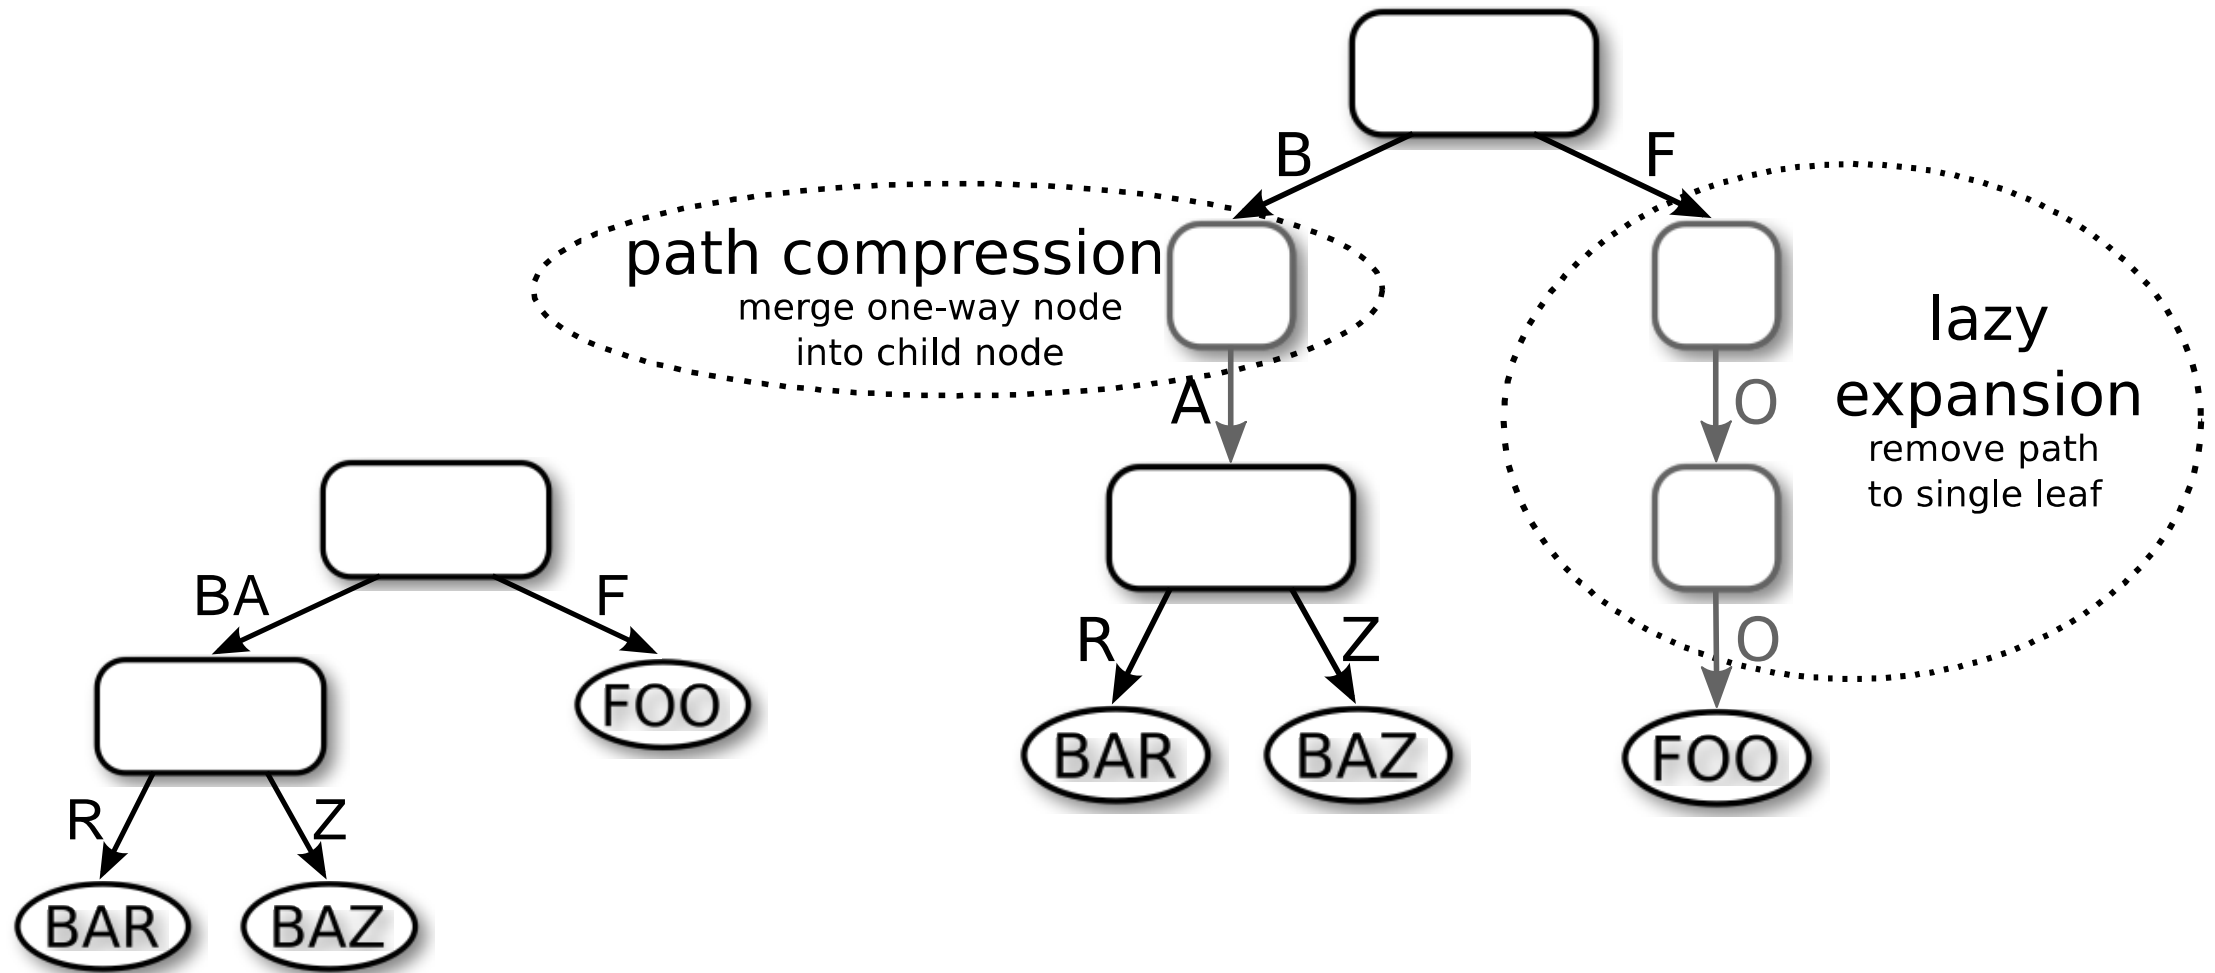 B
F
path compression
merge one-way node
into child node
lazy
expansion
remove path
to single leaf
A
O
BA
F
R
Z
O
FOO
BAR
BAZ
FOO
R
Z
BAR
BAZ